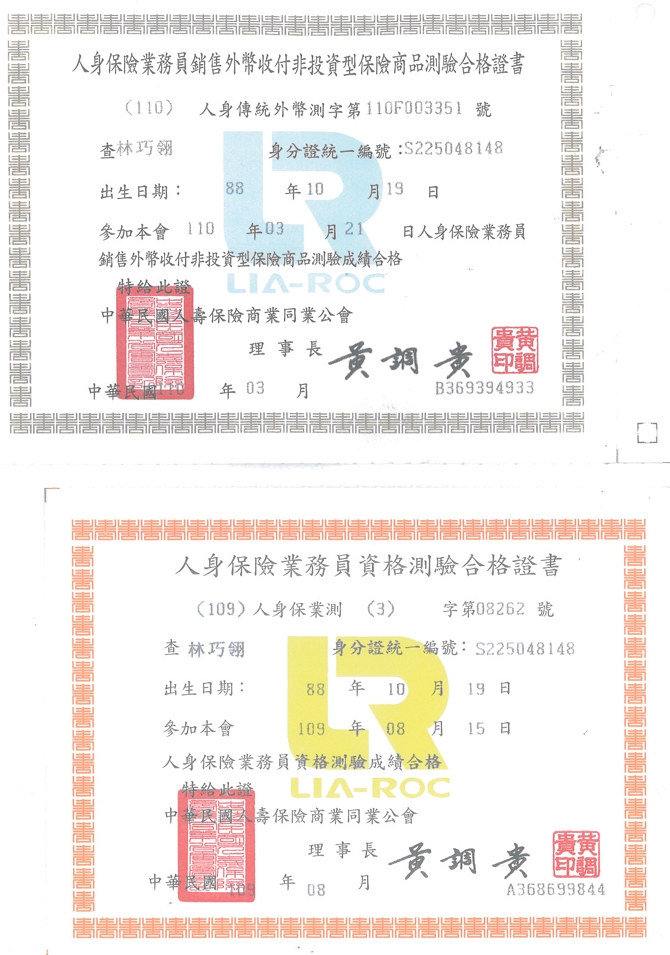 人身保險業務員銷售外幣收付非投資型保險商品測驗合格證書
(110) 人身傳統外幣測字第110F003351 號
查林巧翎 身分證統一編號:S225048148
出生日期: 88 年10 月19 日
參加本會 110 年03 月21 日人身保險業務員
銷售外幣收付非投資型保險商品測驗成績合格
特給此證
LIA-ROC
中華民國人壽保險商業同業公會
理事長 黃調貴
黃調貴印
中華民國110 年03 月 B369394933
人身保險業務員資格測驗合格證書
(109)人身保業測 (3) 字第08262 號
查 林巧翎 身分證統一編號: S225048148
出生日期: 88 年 10 月 19 日
參加本會 109 年 08 月 15 日
人身保險業務員資格測驗成績合格
特給此證
LIA-ROC
中華民國人壽保險商業同業公會
理事長 黃調貴
黃調貴印
中華民國 109 年 08 月 A368699844